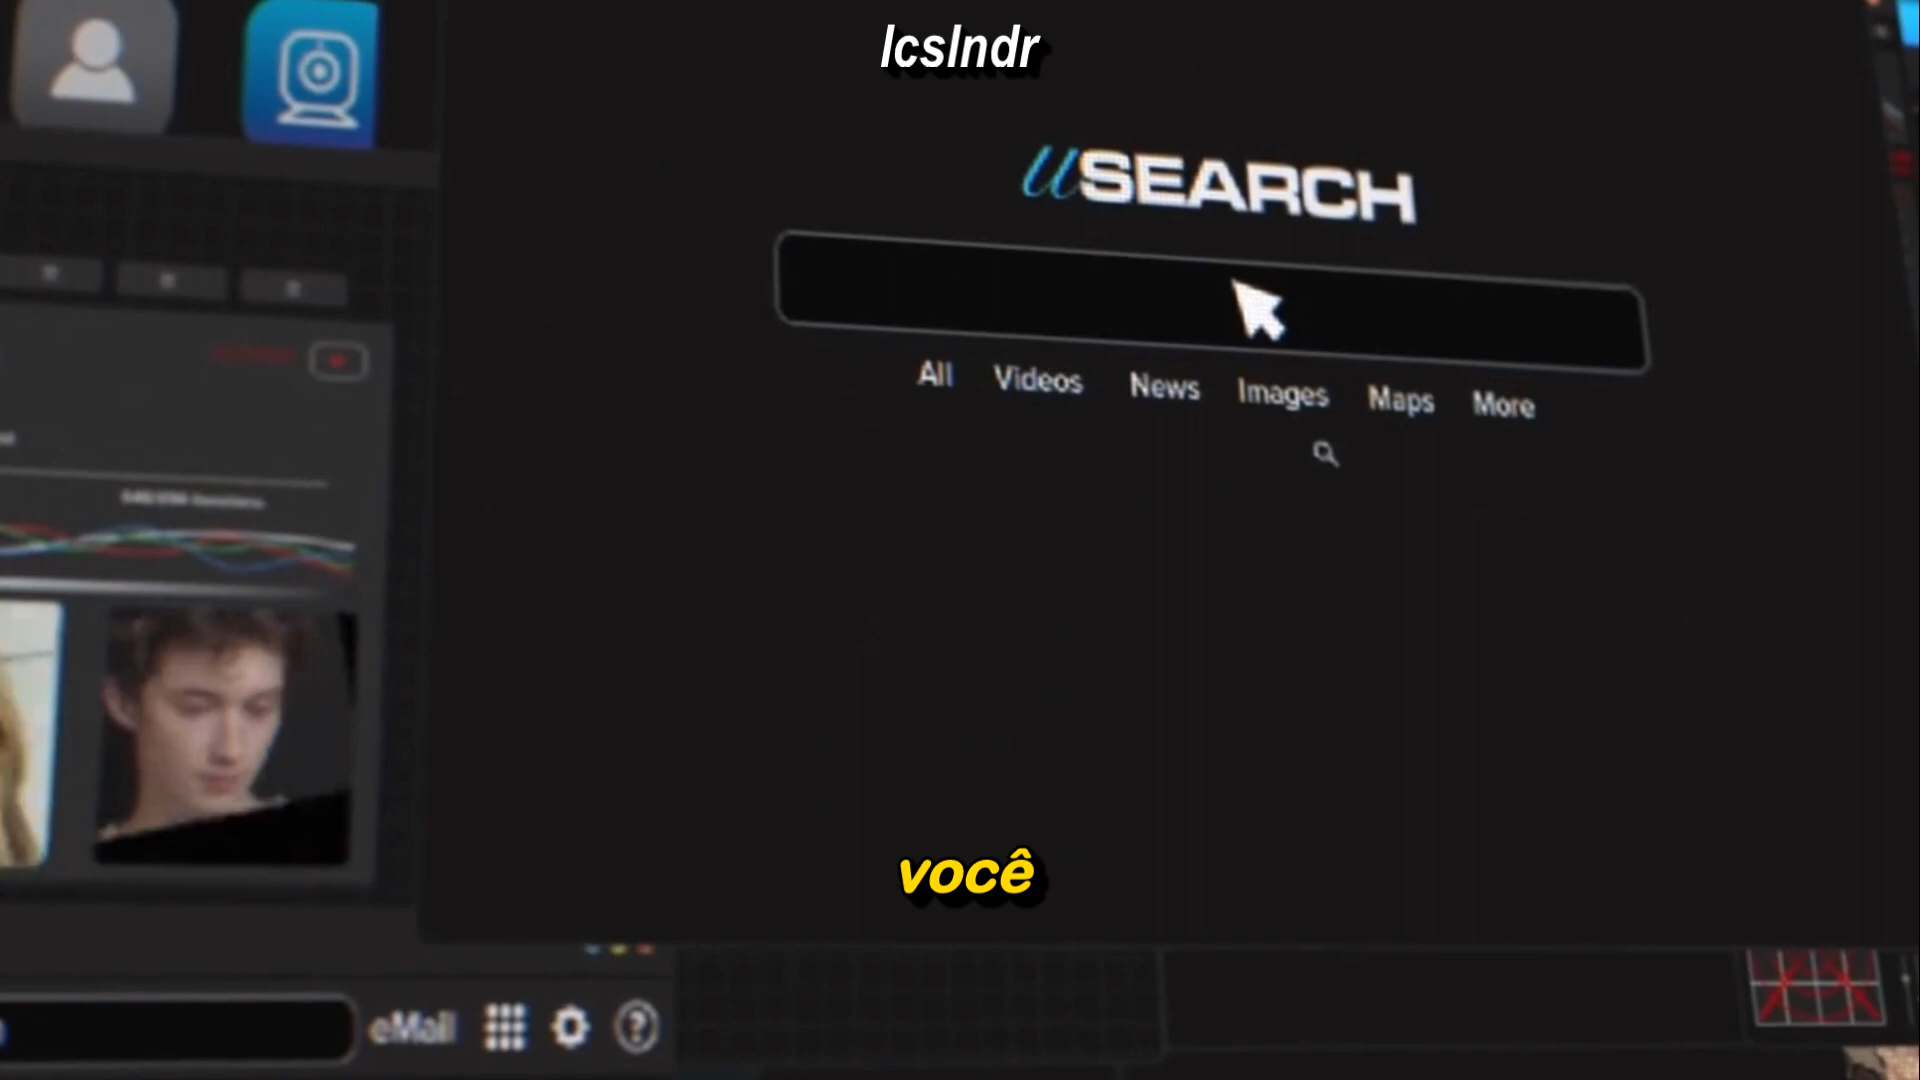 lcslndr
uSEARCH
All Videos News Images Maps More
você
eMail